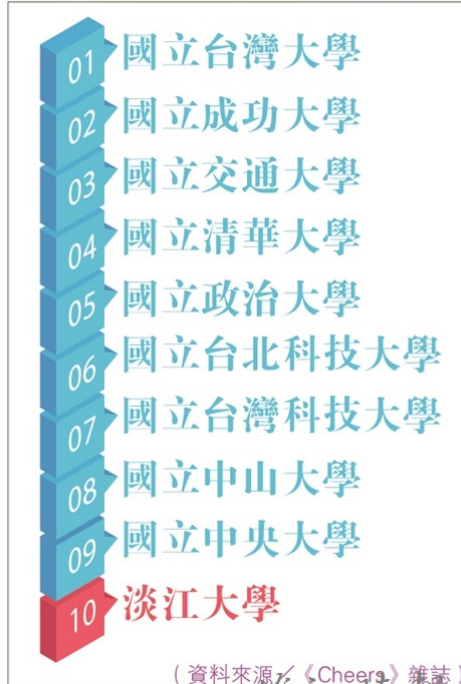 01 國立台灣大學
02 國立成功大學
03 國立交通大學
04 國立清華大學
05 國立政治大學
06 國立台北科技大學
07 國立台灣科技大學
08 國立中山大學
09 國立中央大學
10 淡江大學
(資料來源／《Cheers》雜誌)